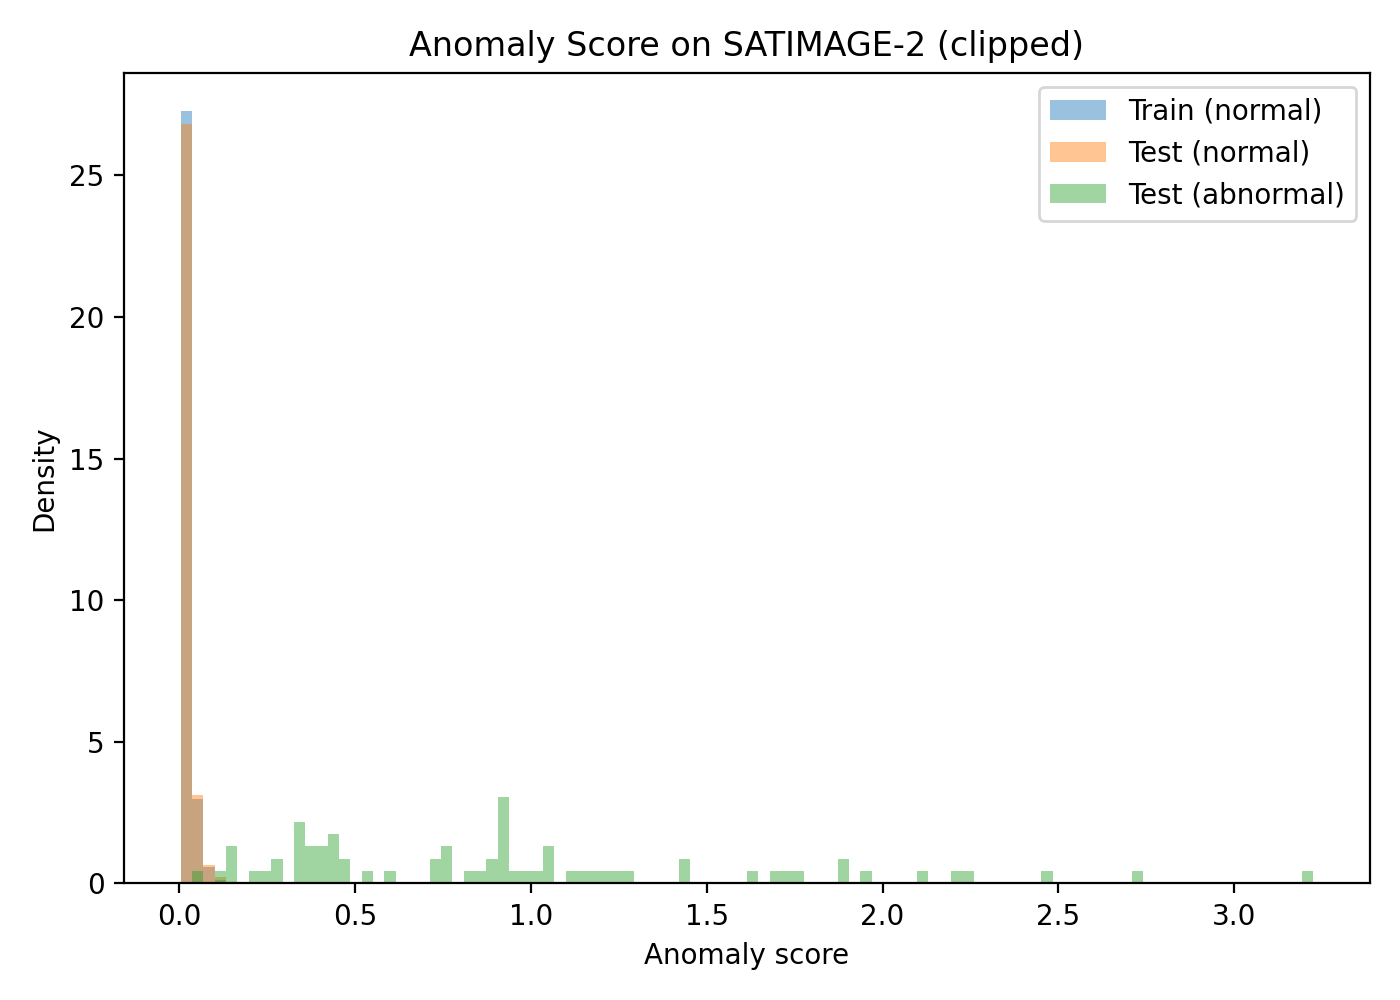 Anomaly Score on SATIMAGE-2 (clipped)
Train (normal)
Test (normal)
Test (abnormal)
25
20
15
10
5
0
Density
0.0 0.5 1.0 1.5 2.0 2.5 3.0
Anomaly score